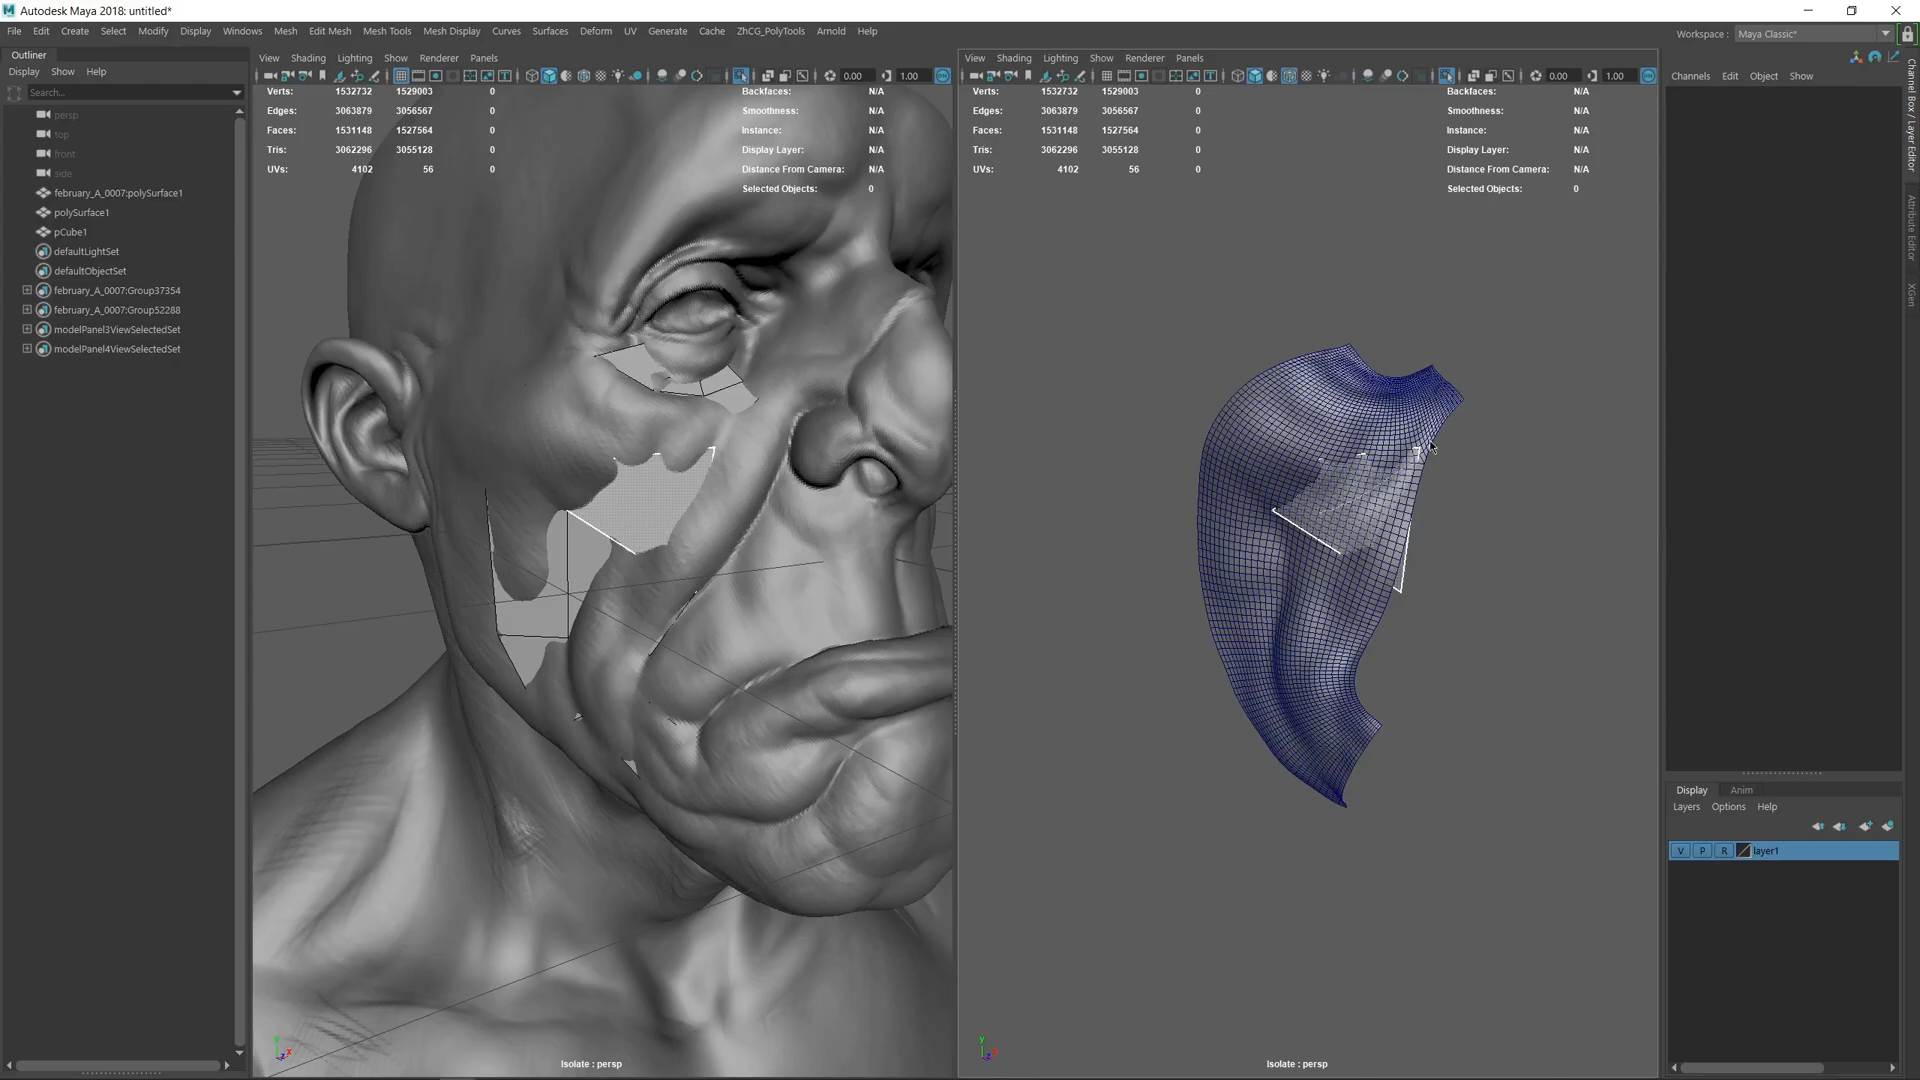 Autodesk Maya 2018: untitled*
File Edit Create Select Modify Display Windows Mesh Edit Mesh Mesh Tools Mesh Display Curves Surfaces Deform UV Generate Cache ZhCG_PolyTools Arnold Help
Workspace : Maya Classic*
Outliner
Display Show Help
Search...
persp
top
front
side
february_A_0007:polySurface1
polySurface1
pCube1
defaultLightSet
defaultObjectSet
february_A_0007:Group37354
february_A_0007:Group52288
modelPanel3ViewSelectedSet
modelPanel4ViewSelectedSet
View Shading Lighting Show Renderer Panels
0.00 1.00
Verts: 1532732 1529003 0
Edges: 3063879 3056567 0
Faces: 1531148 1527564 0
Tris: 3062296 3055128 0
UVs: 4102 56 0
Backfaces: N/A
Smoothness: N/A
Instance: N/A
Display Layer: N/A
Distance From Camera: N/A
Selected Objects: 0
Isolate : persp
View Shading Lighting Show Renderer Panels
0.00 1.00
Verts: 1532732 1529003 0
Edges: 3063879 3056567 0
Faces: 1531148 1527564 0
Tris: 3062296 3055128 0
UVs: 4102 56 0
Backfaces: N/A
Smoothness: N/A
Instance: N/A
Display Layer: N/A
Distance From Camera: N/A
Selected Objects: 0
Isolate : persp
Channels Edit Object Show
Channel Box / Layer Editor
Attribute Editor
XGen
Display Anim
Layers Options Help
V P R layer1